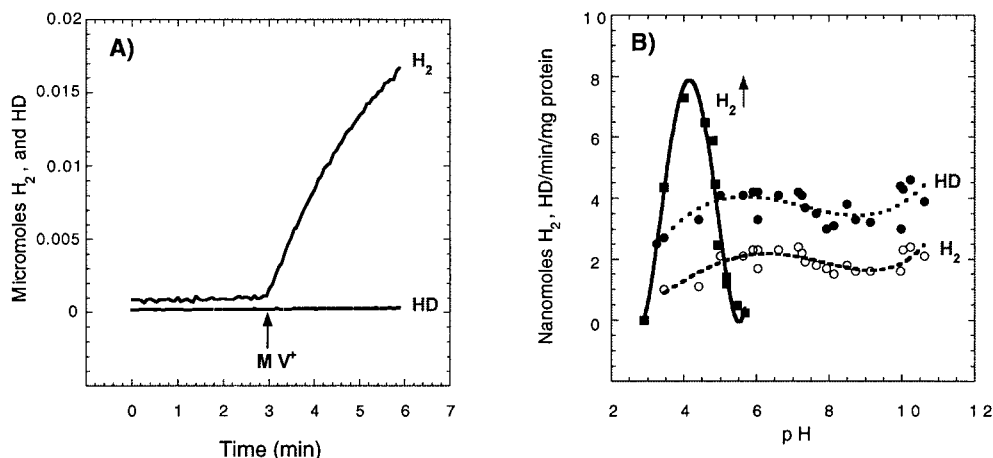 A)
Micromoles H₂, and HD
0.02
0.015
0.01
0.005
0
H₂
HD
M V⁺
0 1 2 3 4 5 6 7
Time (min)
B)
Nanomoles H₂, HD/min/mg protein
10
8
6
4
2
0
H₂
HD
H₂
2 4 6 8 10 12
pH